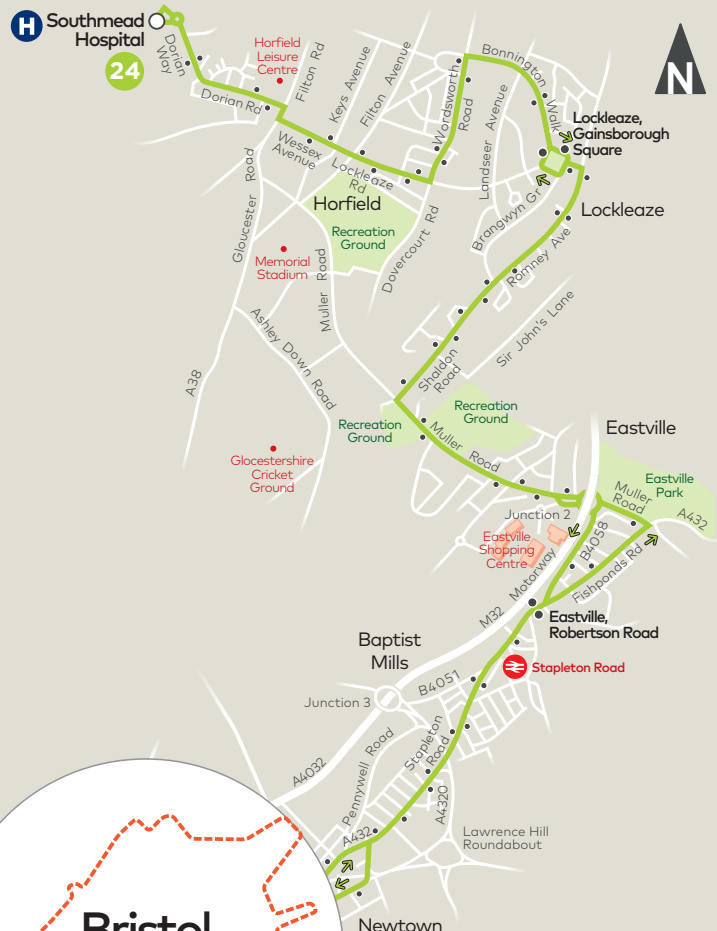 H Southmead
Hospital
24
Dorian
Way
Horfield
Leisure
Centre
Filton Rd
Keys Avenue
Filton Avenue
Wordsworth
Road
Bonnington
Walk
N
Dorian Rd
Wessex
Avenue
Lockleaze
Rd
Landseer Avenue
Lockleaze,
Gainsborough
Square
Gloucester Road
Horfield
Recreation
Ground
Dovercourt Rd
Brangwyn Gr
Lockleaze
Romney Ave
Memorial
Stadium
Muller Road
Ashley Down Road
Sir John's Lane
A38
Shaldon
Road
Recreation
Ground
Recreation
Ground
Muller Road
Eastville
Glocestershire
Cricket
Ground
Eastville
Park
Muller
Road
A432
Junction 2
Eastville
Shopping
Centre
B4058
Fishponds Rd
M32 Motorway
Eastville,
Robertson Road
Baptist
Mills
Stapleton Road
B4051
Junction 3
Stapleton
Road
Pennywell Road
A4032
A4320
A432
Lawrence Hill
Roundabout
Bristol
Newtown